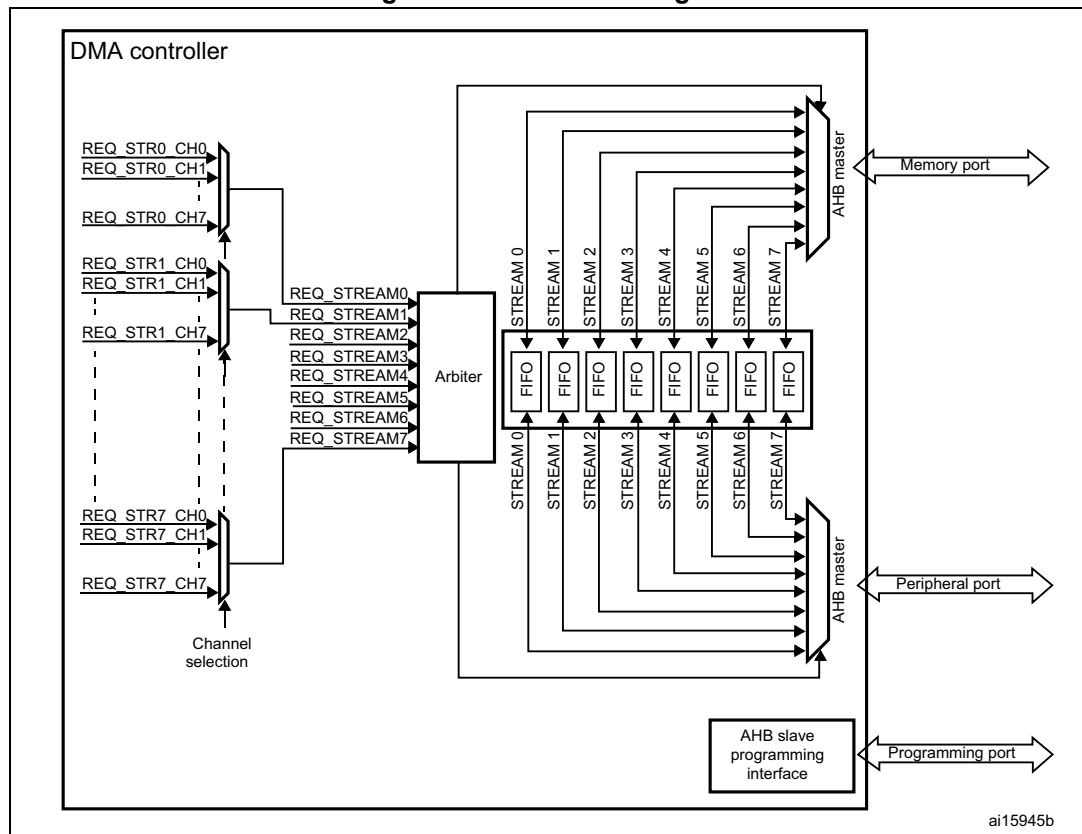 DMA controller
REQ_STR0_CH0
REQ_STR0_CH1
REQ_STR0_CH7
REQ_STR1_CH0
REQ_STR1_CH1
REQ_STR1_CH7
REQ_STR7_CH0
REQ_STR7_CH1
REQ_STR7_CH7
Channel
selection
REQ_STREAM0
REQ_STREAM1
REQ_STREAM2
REQ_STREAM3
REQ_STREAM4
REQ_STREAM5
REQ_STREAM6
REQ_STREAM7
Arbiter
STREAM 0
STREAM 1
STREAM 2
STREAM 3
STREAM 4
STREAM 5
STREAM 6
STREAM 7
FIFO
FIFO
FIFO
FIFO
FIFO
FIFO
FIFO
FIFO
STREAM 0
STREAM 1
STREAM 2
STREAM 3
STREAM 4
STREAM 5
STREAM 6
STREAM 7
AHB master
Memory port
AHB master
Peripheral port
AHB slave
programming
interface
Programming port
ai15945b